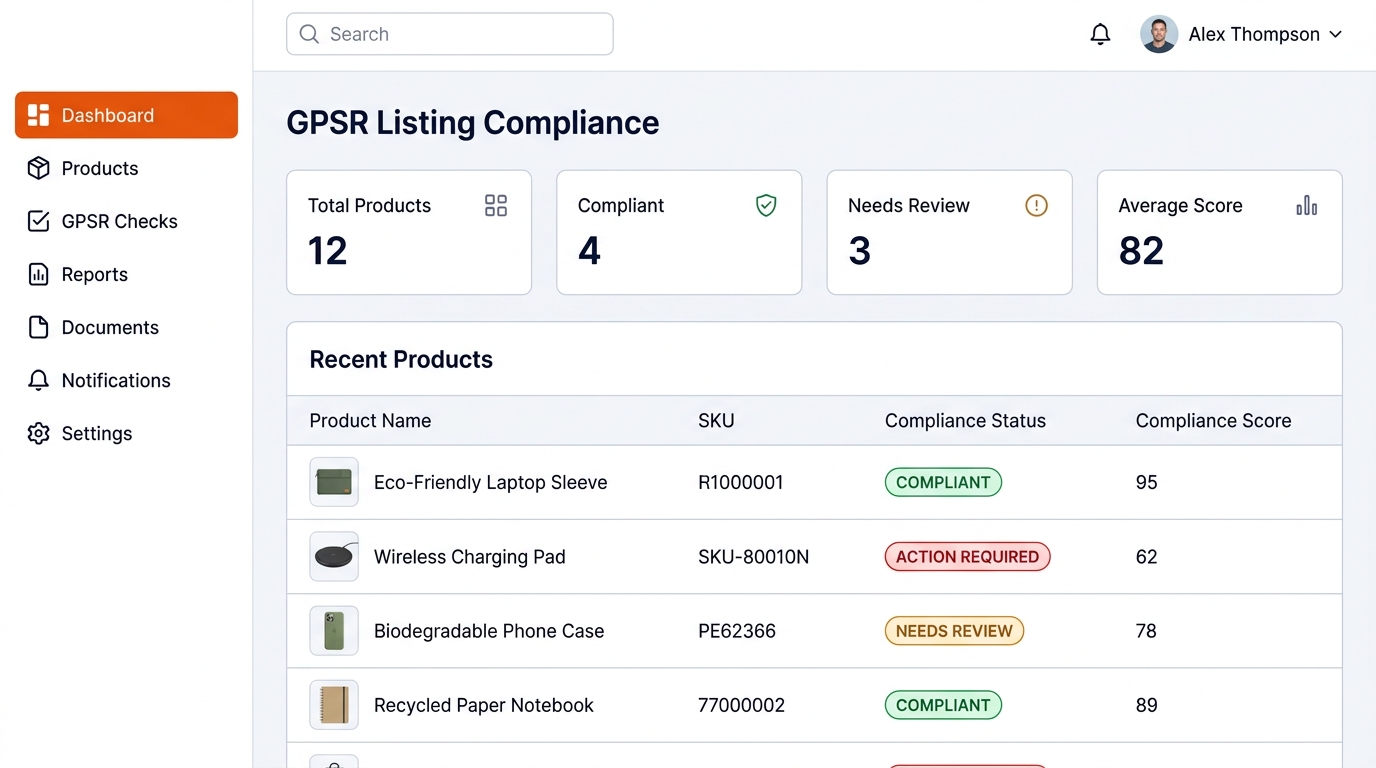 Search
Alex Thompson
Dashboard
Products
GPSR Checks
Reports
Documents
Notifications
Settings
GPSR Listing Compliance
Total Products
12
Compliant
4
Needs Review
3
Average Score
82
Recent Products
Product Name SKU Compliance Status Compliance Score
Eco-Friendly Laptop Sleeve R1000001 COMPLIANT 95
Wireless Charging Pad SKU-80010N ACTION REQUIRED 62
Biodegradable Phone Case PE62366 NEEDS REVIEW 78
Recycled Paper Notebook 77000002 COMPLIANT 89